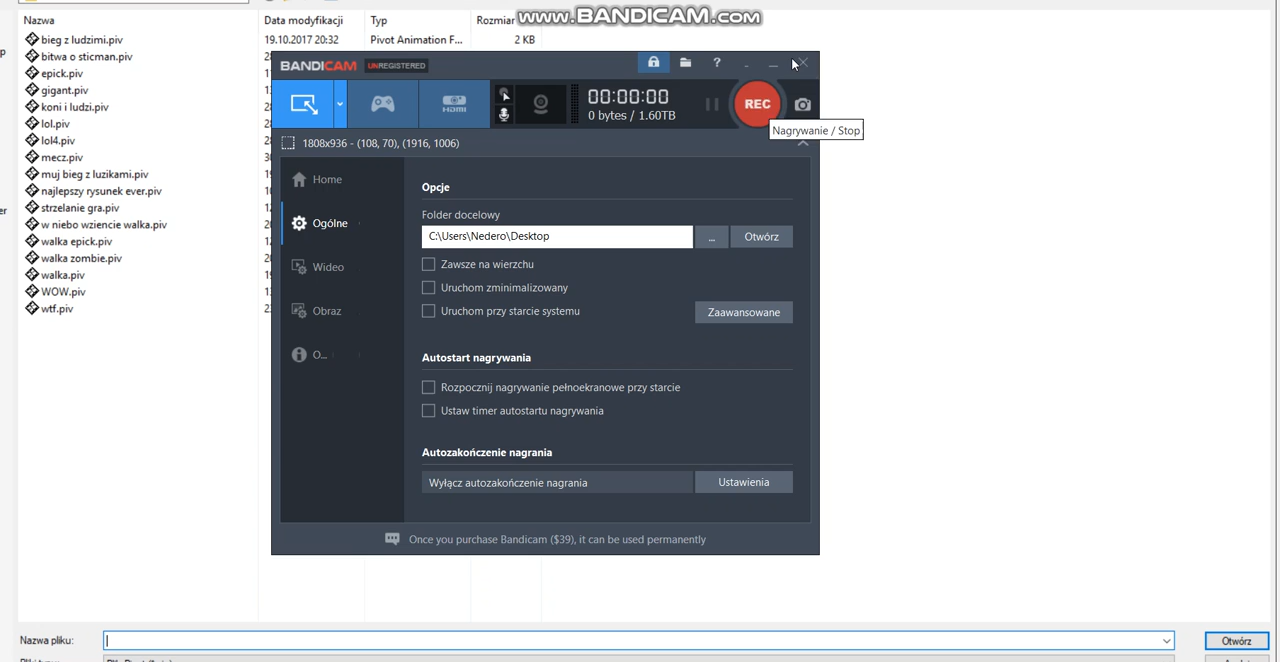 www.BANDICAM.com
Nazwa
Data modyfikacji
Typ
Rozmiar
bieg z ludzimi.piv
19.10.2017 20:32
Pivot Animation F...
2 KB
bitwa o sticman.piv
epick.piv
gigant.piv
koni i ludzi.piv
lol.piv
lol4.piv
mecz.piv
muj bieg z luzikami.piv
najlepszy rysunek ever.piv
strzelanie gra.piv
w niebo wziencie walka.piv
walka epick.piv
walka zombie.piv
walka.piv
WOW.piv
wtf.piv
BANDICAM UNREGISTERED
?
HDMI
00:00:00
0 bytes / 1.60TB
REC
Nagrywanie / Stop
1808x936 - (108, 70), (1916, 1006)
Home
Ogólne
Wideo
Obraz
O...
Opcje
Folder docelowy
C:\Users\Nedero\Desktop
...
Otwórz
Zawsze na wierzchu
Uruchom zminimalizowany
Uruchom przy starcie systemu
Zaawansowane
Autostart nagrywania
Rozpocznij nagrywanie pełnoekranowe przy starcie
Ustaw timer autostartu nagrywania
Autozakończenie nagrania
Wyłącz autozakończenie nagrania
Ustawienia
Once you purchase Bandicam ($39), it can be used permanently
Nazwa pliku:
Otwórz